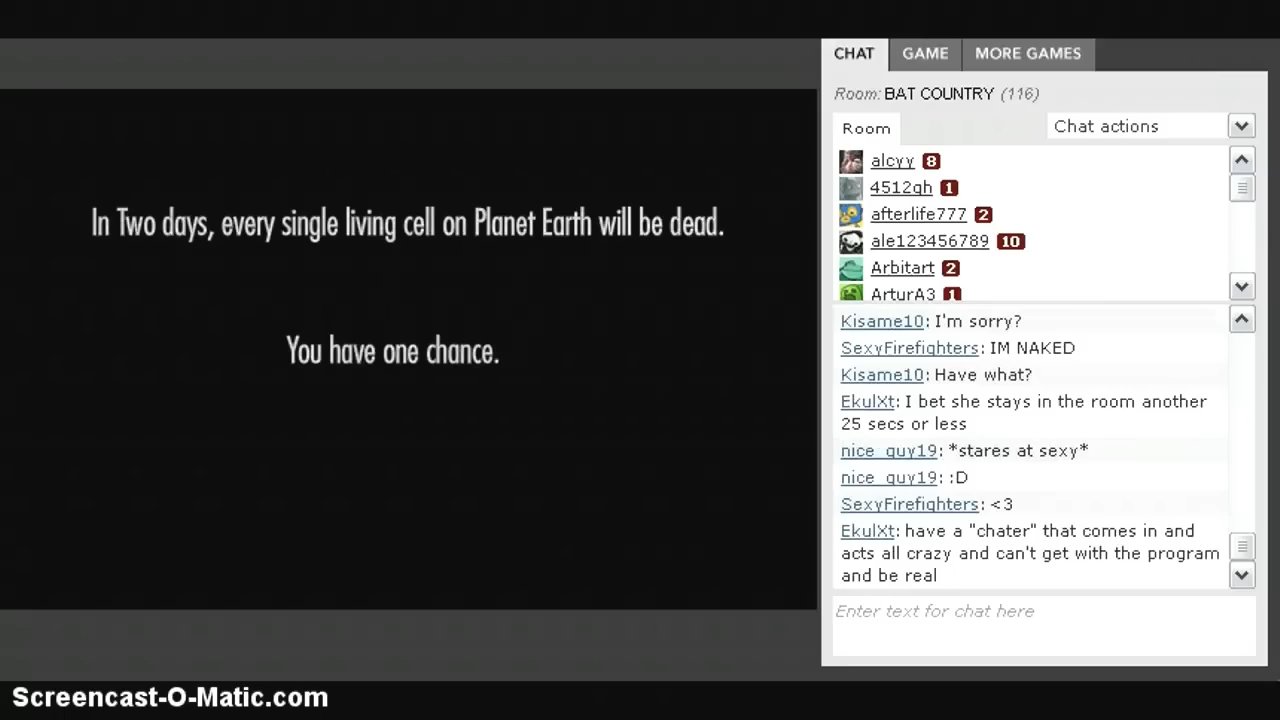 In Two days, every single living cell on Planet Earth will be dead.
You have one chance.
CHAT GAME MORE GAMES
Room: BAT COUNTRY (116)
Room Chat actions
alcyy 8
4512gh 1
afterlife777 2
ale123456789 10
Arbitart 2
ArturA3 1
Kisame10: I'm sorry?
SexyFirefighters: IM NAKED
Kisame10: Have what?
EkulXt: I bet she stays in the room another
25 secs or less
nice_guy19: *stares at sexy*
nice_guy19: :D
SexyFirefighters: <3
EkulXt: have a "chater" that comes in and
acts all crazy and can't get with the program
and be real
Enter text for chat here
Screencast-O-Matic.com